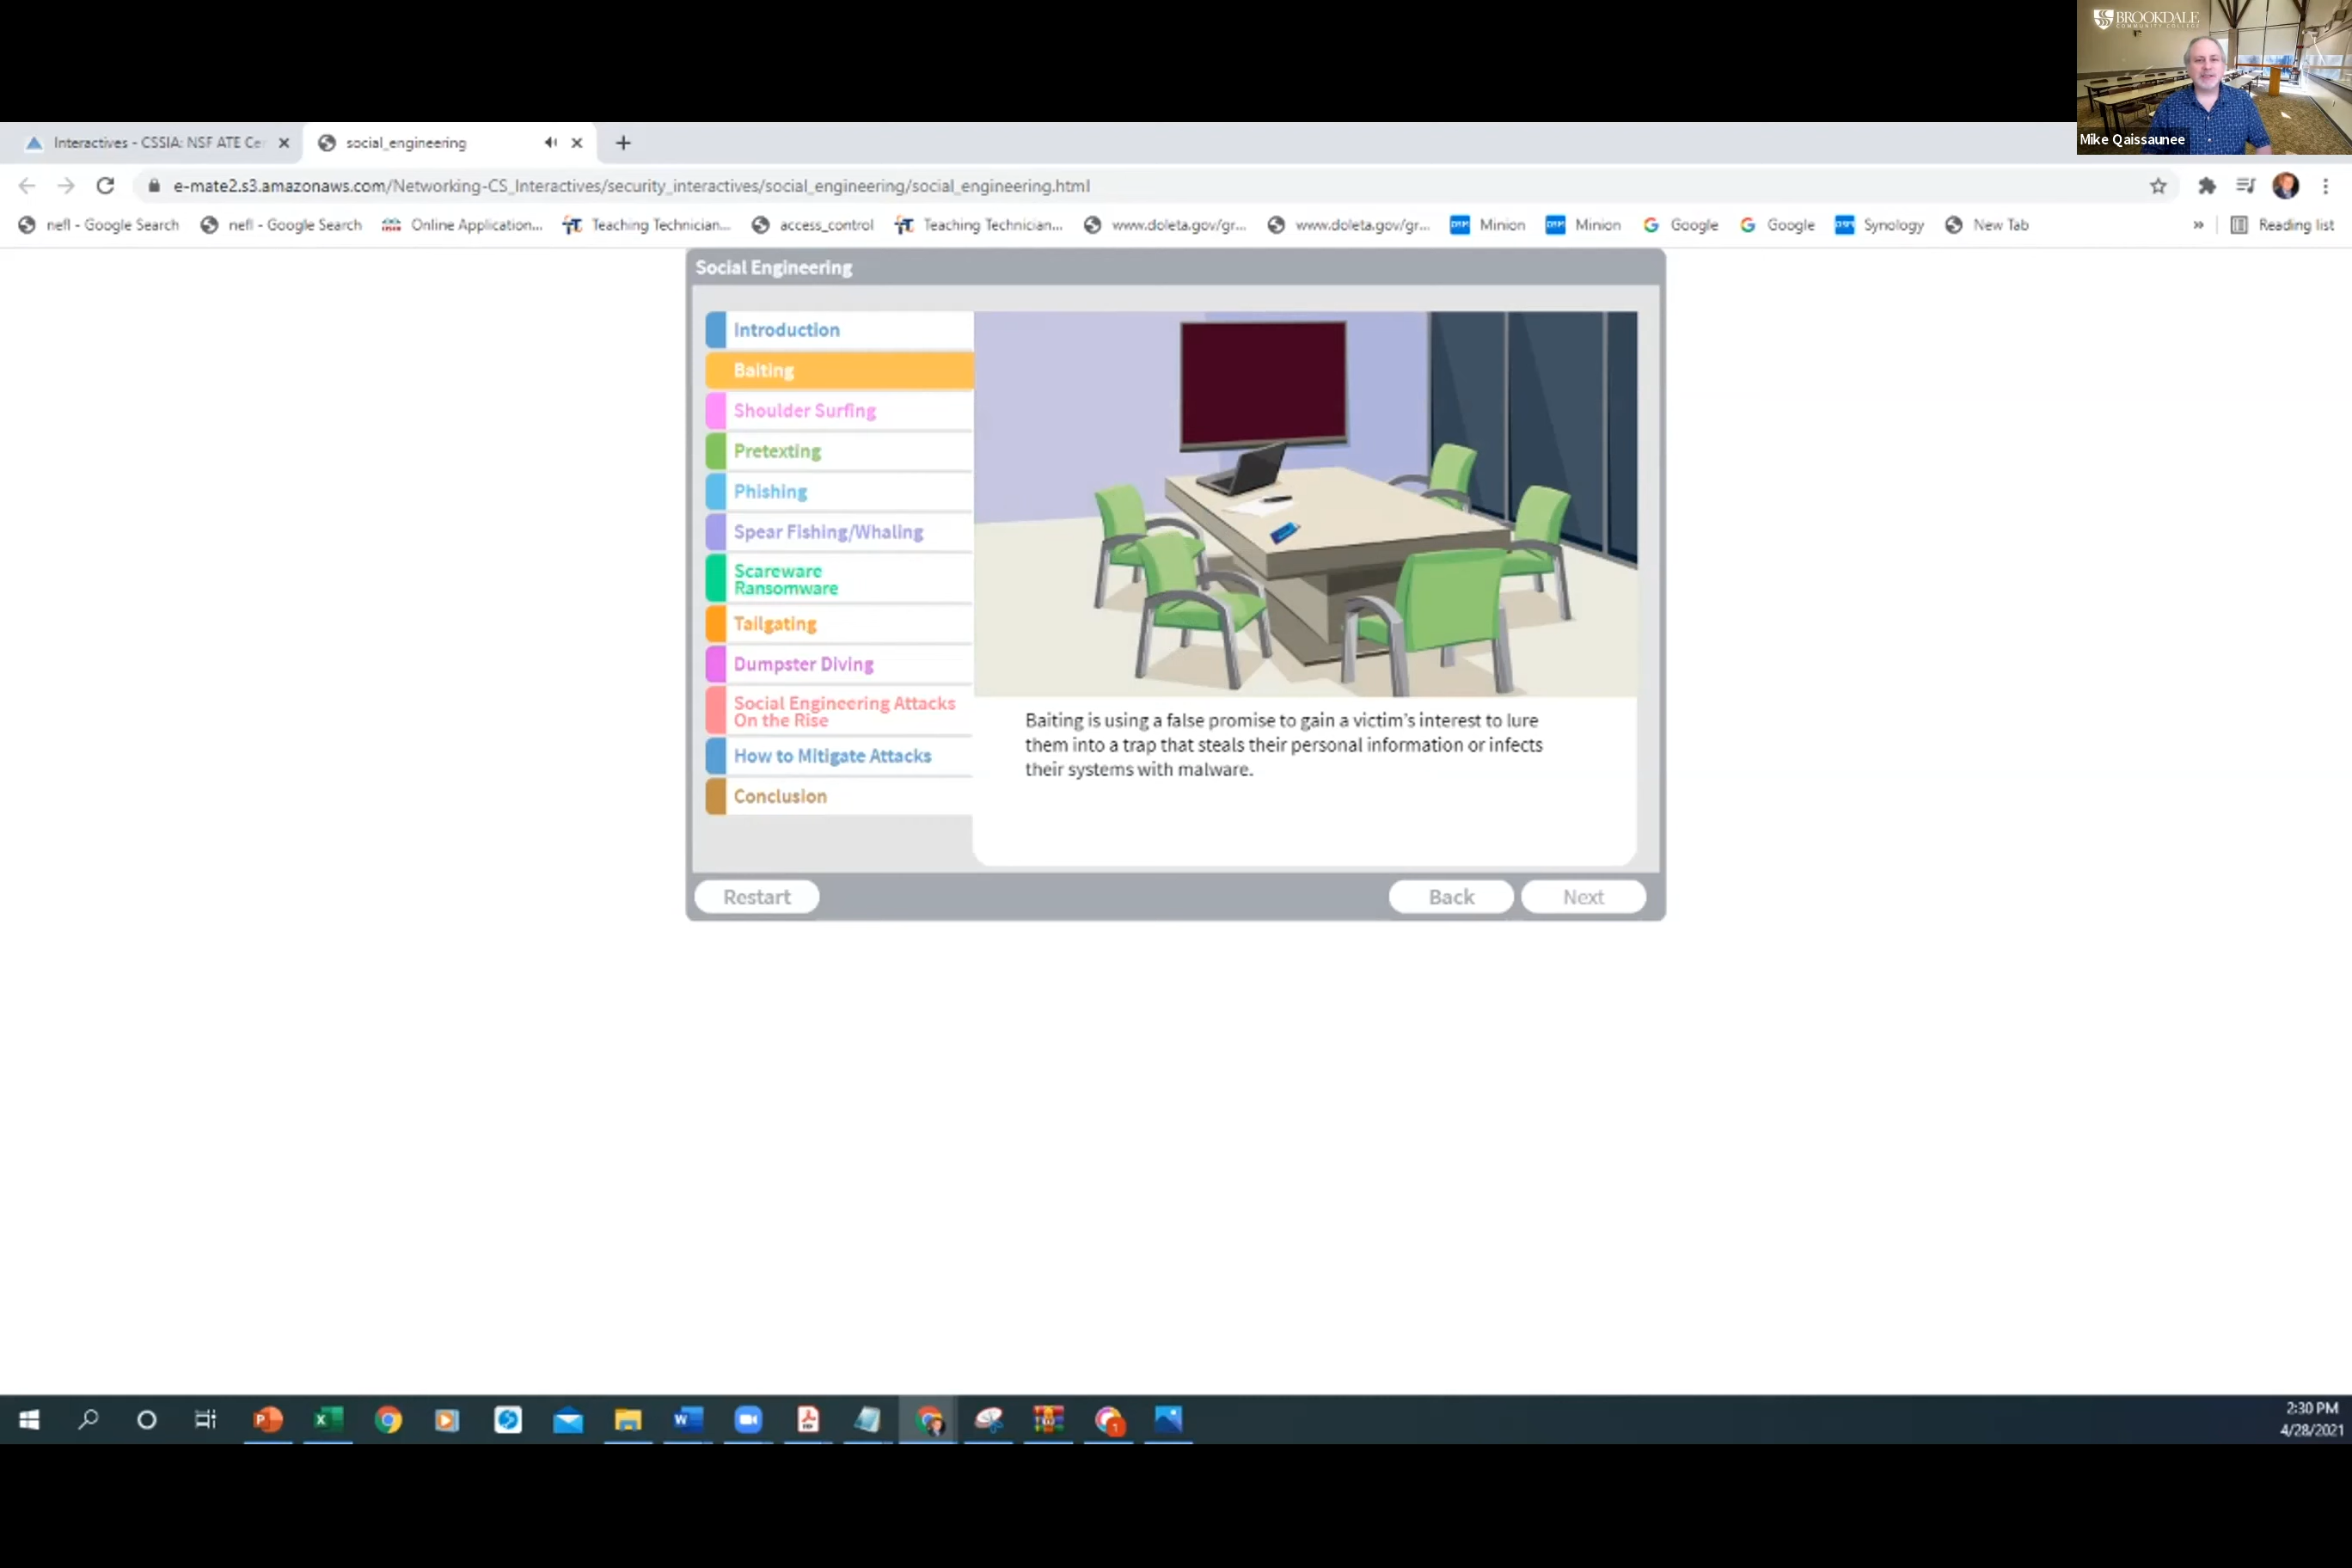 BROOKDALE
COMMUNITY COLLEGE
Mike Qaissaunee
Interactives - CSSIA: NSF ATE Ce
social_engineering
e-mate2.s3.amazonaws.com/Networking-CS_Interactives/security_interactives/social_engineering/social_engineering.html
nefl - Google Search
nefl - Google Search
Online Application...
Teaching Technician...
access_control
Teaching Technician...
www.doleta.gov/gr...
www.doleta.gov/gr...
Minion
Minion
Google
Google
Synology
New Tab
»
Reading list
Social Engineering
Introduction
Baiting
Shoulder Surfing
Pretexting
Phishing
Spear Fishing/Whaling
Scareware
Ransomware
Tailgating
Dumpster Diving
Social Engineering Attacks
On the Rise
How to Mitigate Attacks
Conclusion
Baiting is using a false promise to gain a victim's interest to lure
them into a trap that steals their personal information or infects
their systems with malware.
Restart
Back
Next
2:30 PM
4/28/2021